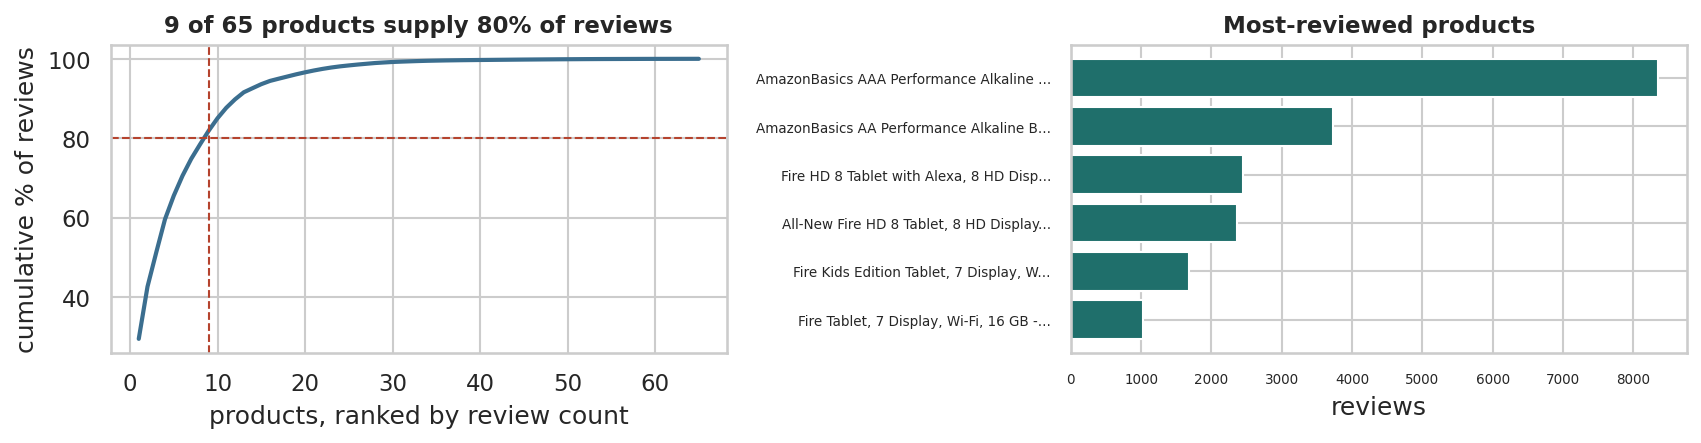 9 of 65 products supply 80% of reviews
cumulative % of reviews
100
80
60
40
0 10 20 30 40 50 60
products, ranked by review count
Most-reviewed products
AmazonBasics AAA Performance Alkaline ...
AmazonBasics AA Performance Alkaline B...
Fire HD 8 Tablet with Alexa, 8 HD Disp...
All-New Fire HD 8 Tablet, 8 HD Display...
Fire Kids Edition Tablet, 7 Display, W...
Fire Tablet, 7 Display, Wi-Fi, 16 GB -...
0 1000 2000 3000 4000 5000 6000 7000 8000
reviews